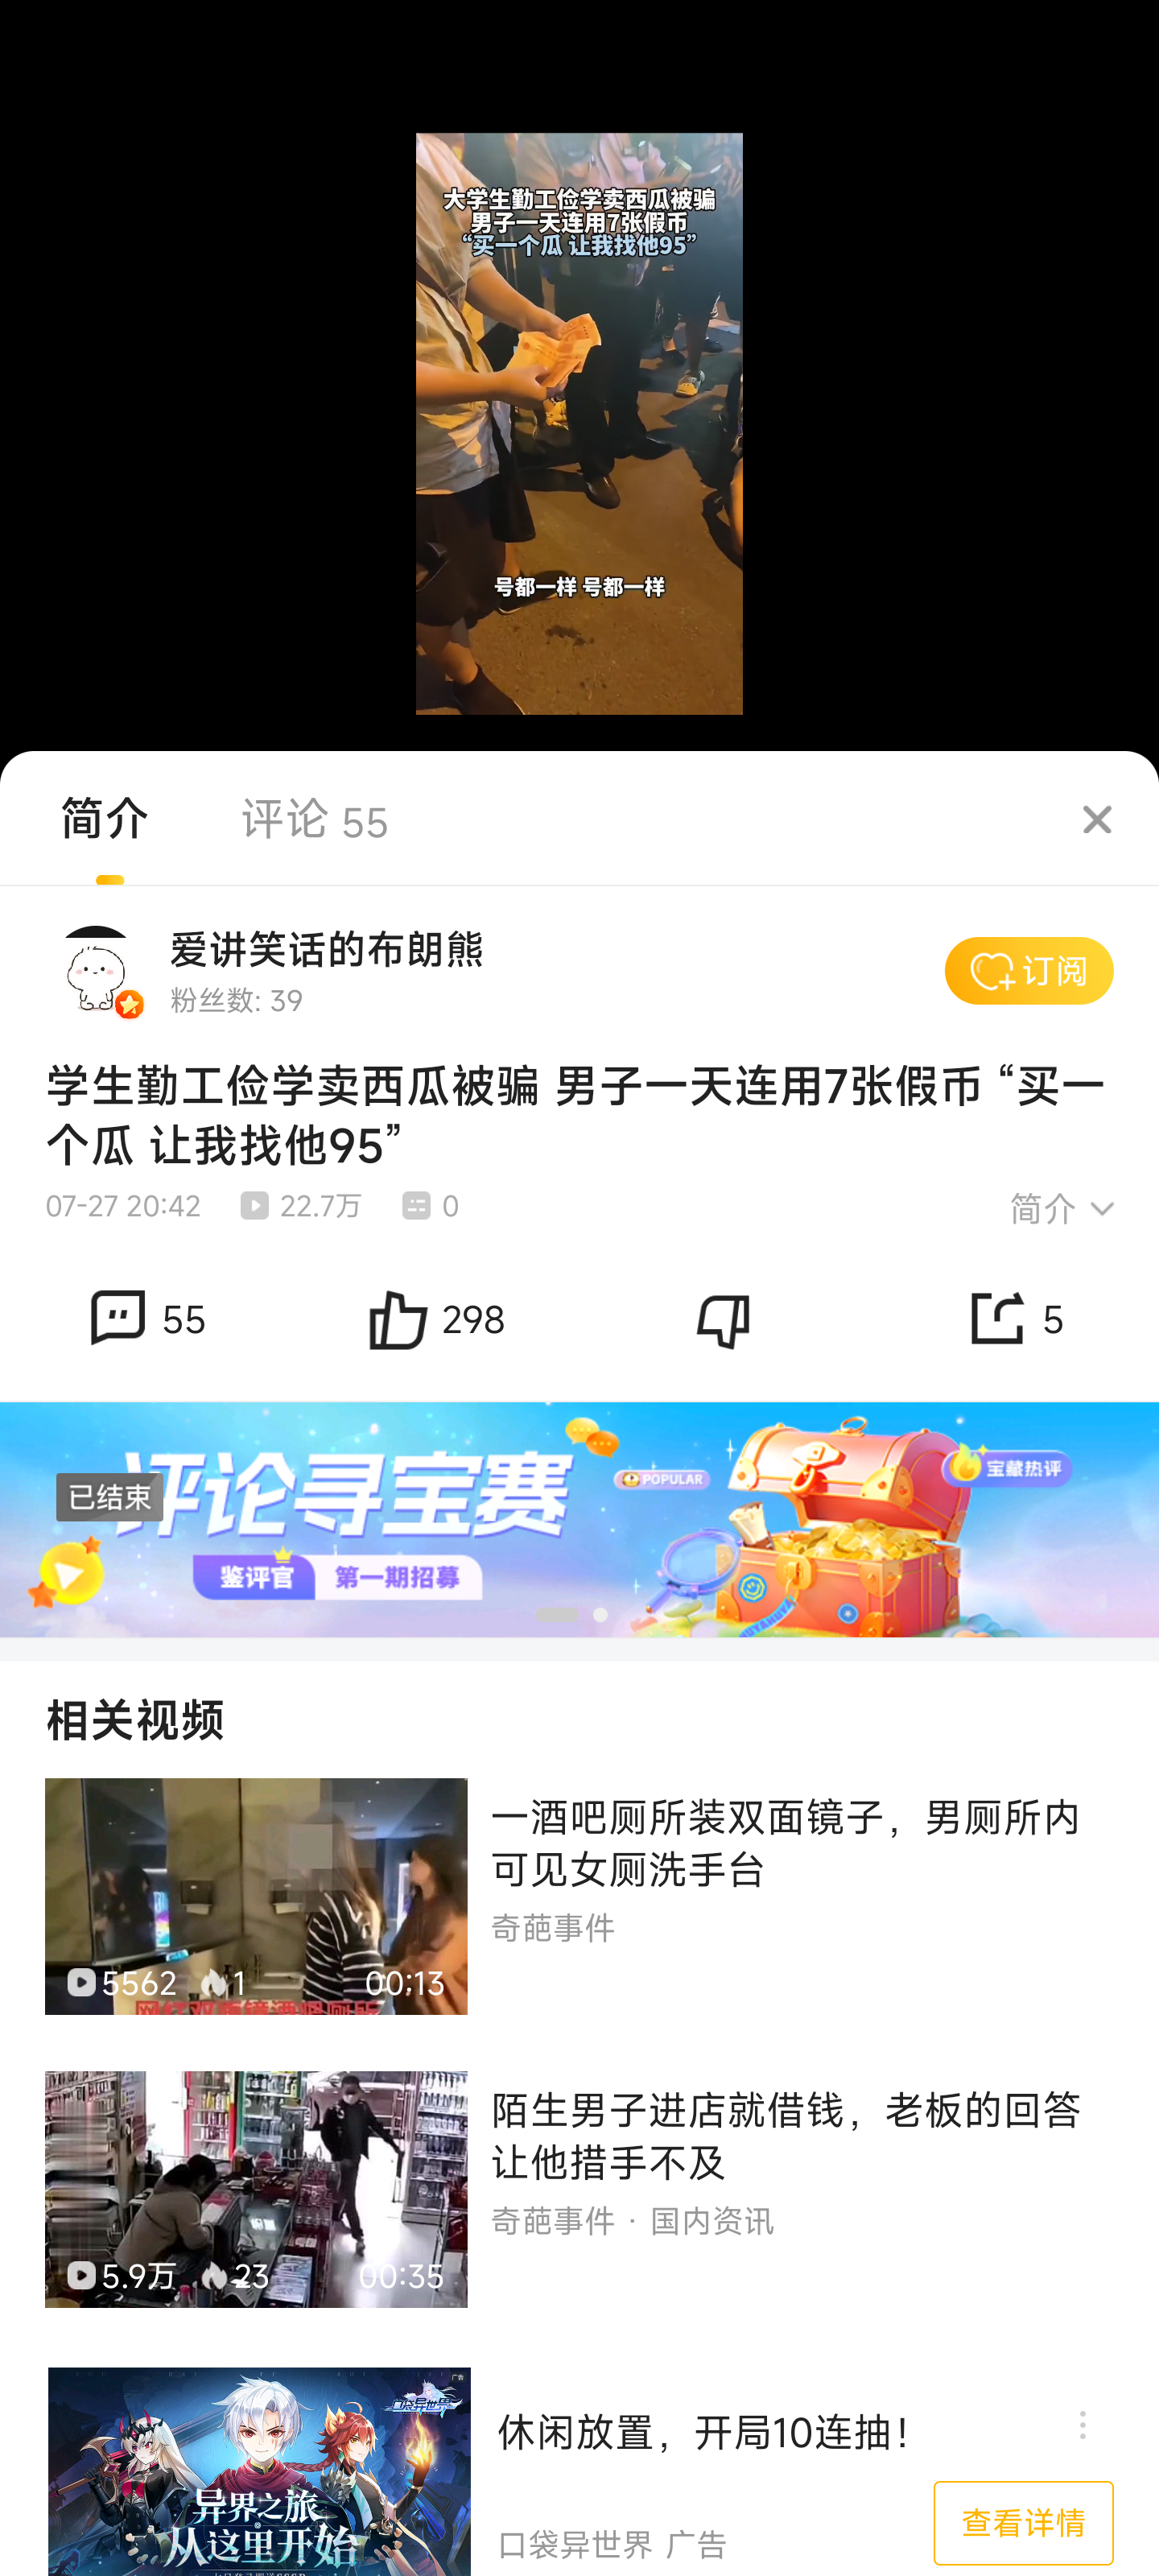 大学生勤工俭学卖西瓜被骗
男子一天连用7张假币
“买一个瓜 让我找他95”
号都一样 号都一样
简介
评论 55
爱讲笑话的布朗熊
粉丝数: 39
订阅
学生勤工俭学卖西瓜被骗 男子一天连用7张假币 “买一
个瓜 让我找他95”
07-27 20:42 22.7万 0 简介
55 298 5
评论寻宝赛
已结束
POPULAR
宝藏热评
鉴评官 第一期招募
相关视频
一酒吧厕所装双面镜子，男厕所内
可见女厕洗手台
奇葩事件
5562 1 00:13
陌生男子进店就借钱，老板的回答
让他措手不及
奇葩事件 · 国内资讯
5.9万 23 00:35
广告
口袋异世界
异界之旅
从这里开始
休闲放置，开局10连抽！
口袋异世界 广告
查看详情